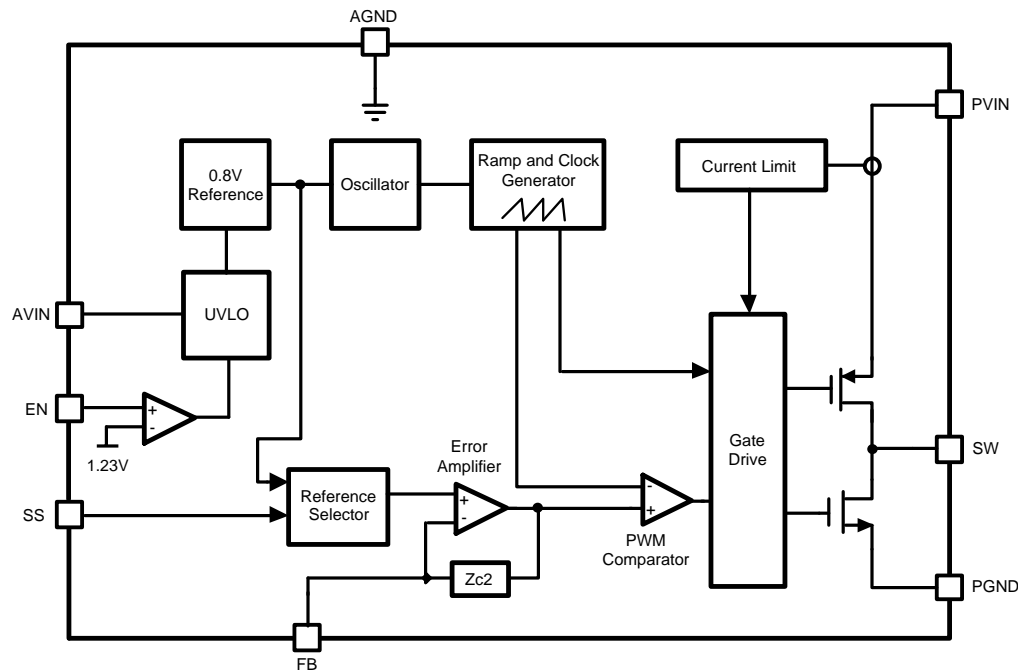 AGND
PVIN
0.8V
Reference
Oscillator
Ramp and Clock
Generator
Current Limit
AVIN
UVLO
EN
+
-
1.23V
Error
Amplifier
Gate
Drive
SW
SS
Reference
Selector
+
-
-
+
PWM
Comparator
Zc2
PGND
FB